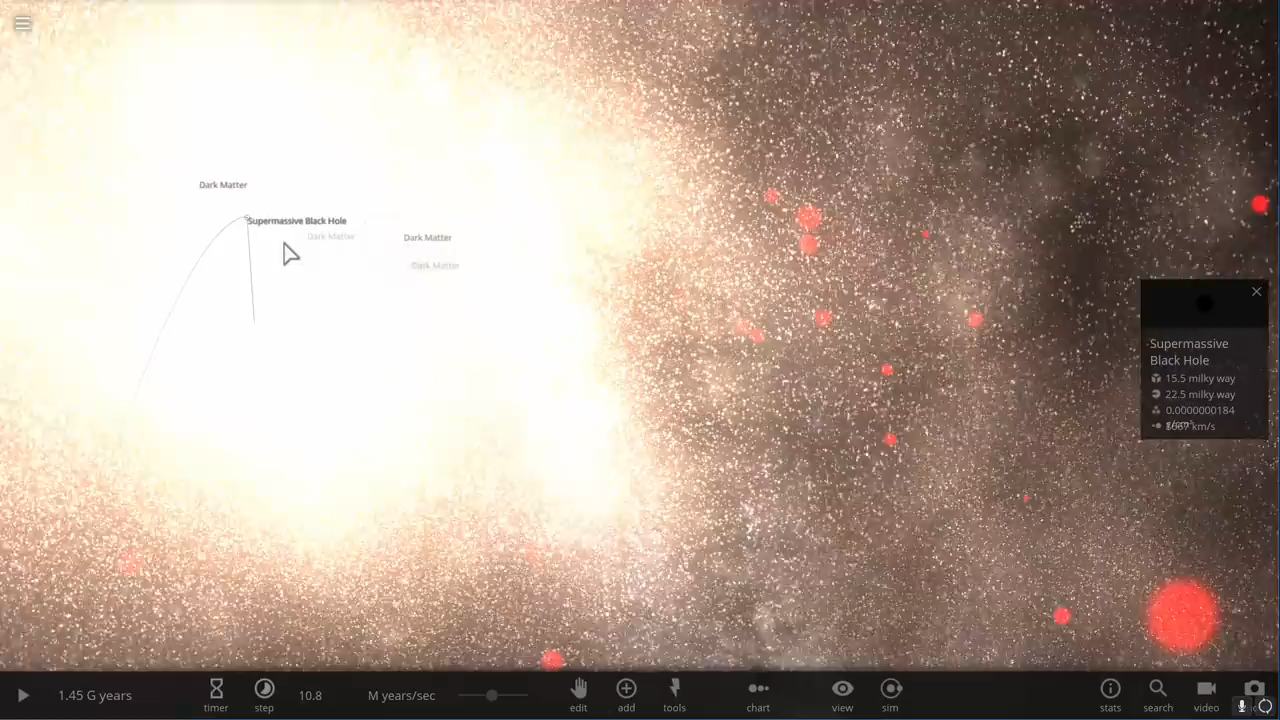 Dark Matter
Supermassive Black Hole
Dark Matter
Dark Matter
Dark Matter
Supermassive
Black Hole
15.5 milky way
22.5 milky way
0.0000000184
km/s
1.45 G years
timer
step
10.8
M years/sec
edit
add
tools
chart
view
sim
stats
search
video